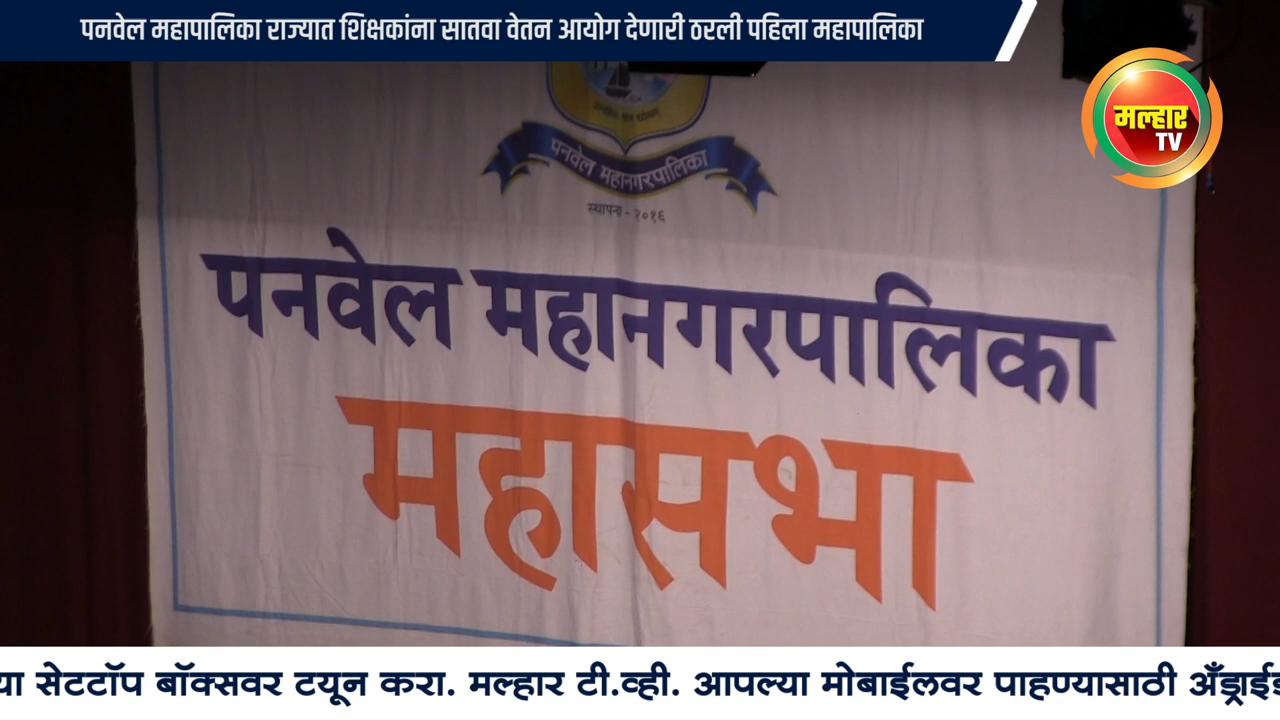 पनवेल महापालिका राज्यात शिक्षकांना सातवा वेतन आयोग देणारी ठरली पहिला महापालिका
मल्हार
TV
पनवेल महानगरपालिका
स्थापना - २०१६
पनवेल महानगरपालिका
महासभा
या सेटटॉप बॉक्सवर टयून करा. मल्हार टी.व्ही. आपल्या मोबाईलवर पाहण्यासाठी